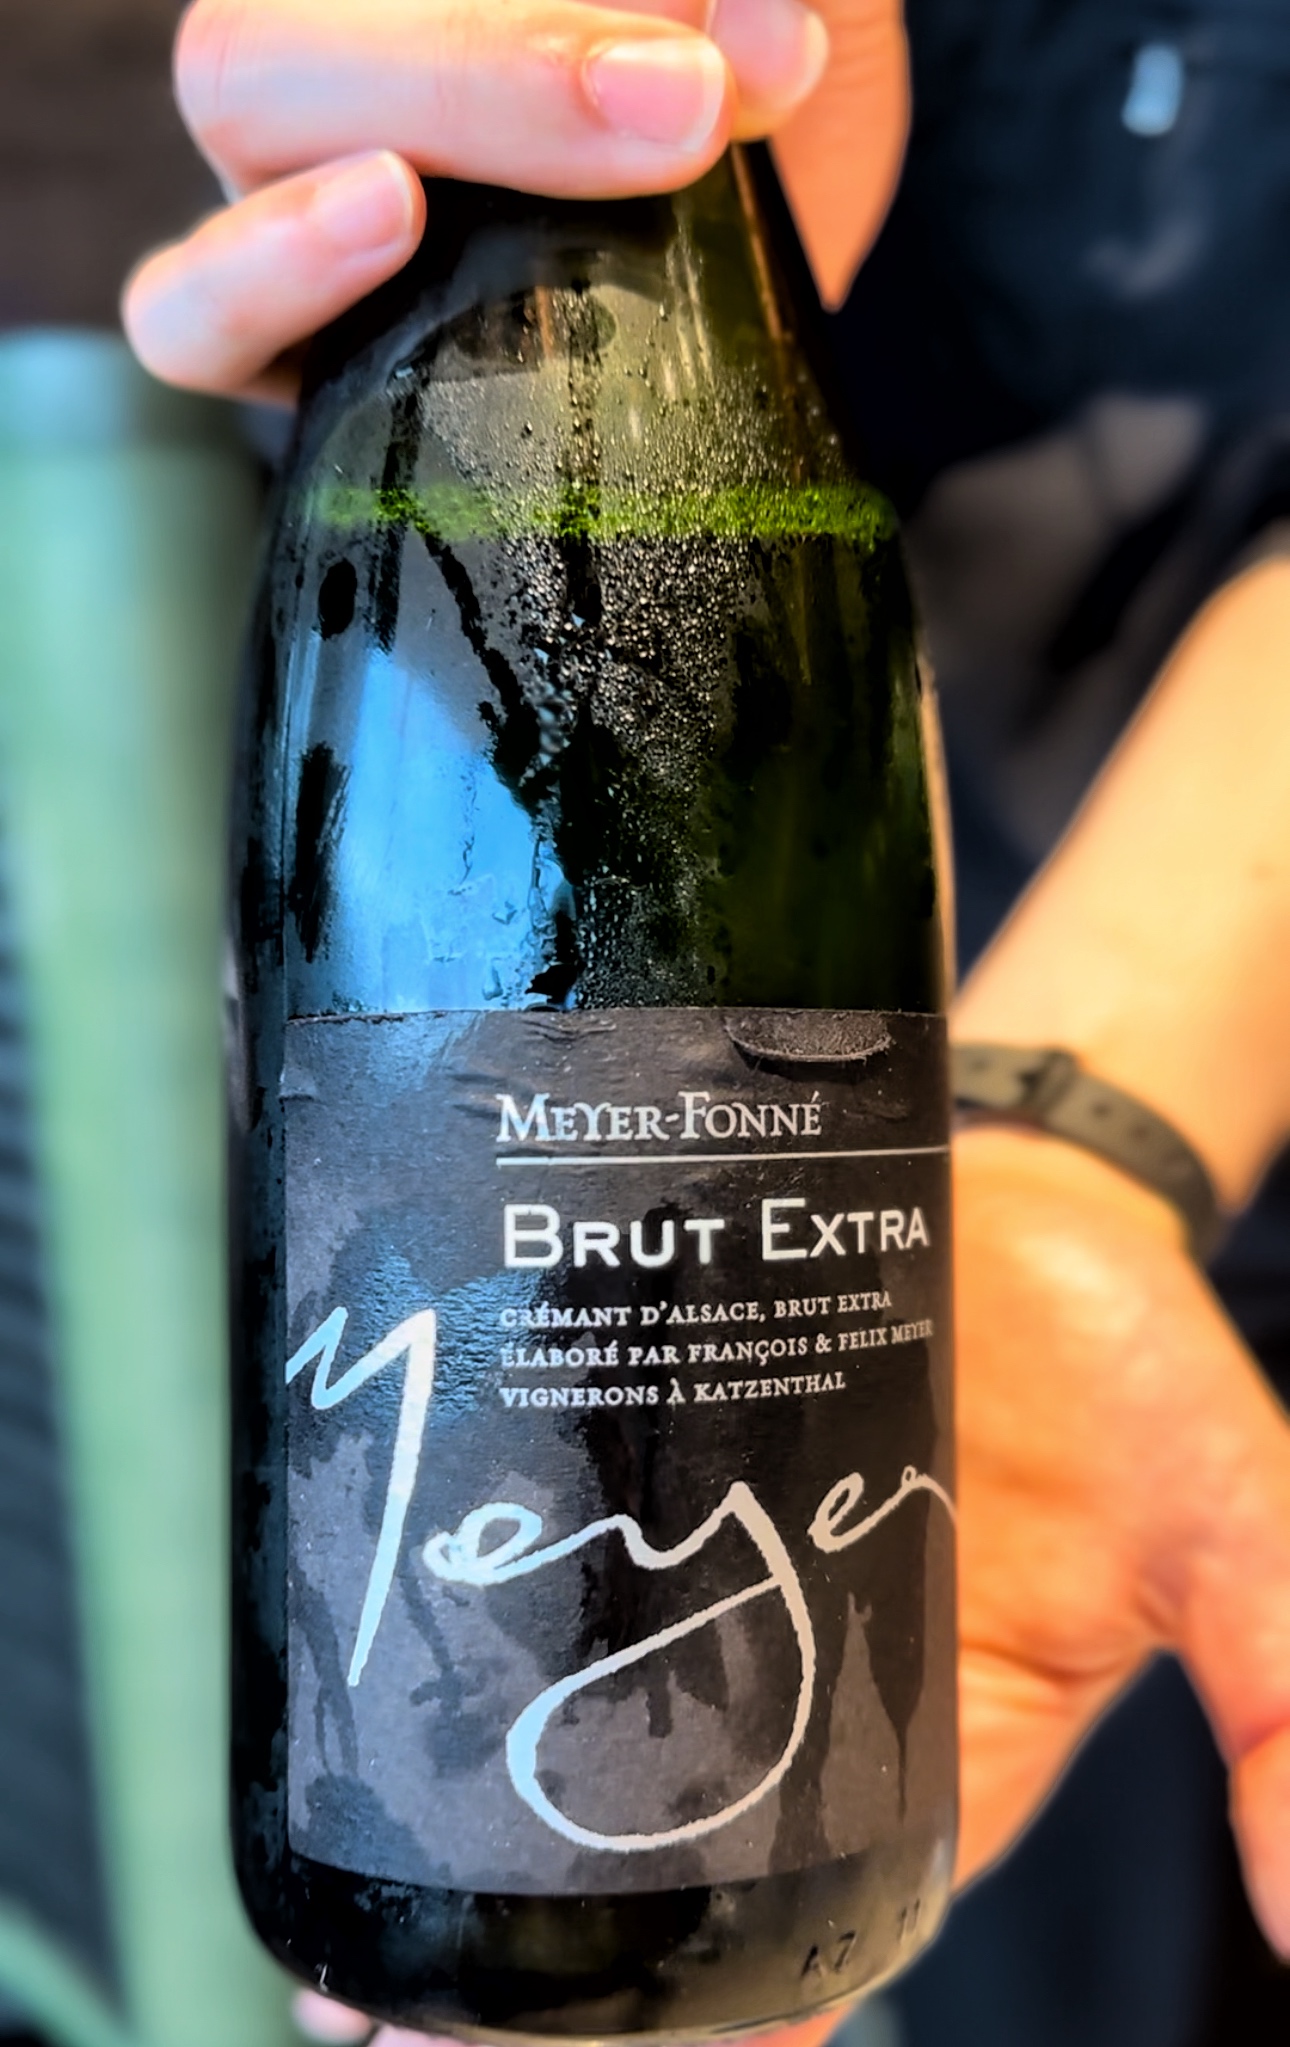 MEYER-FONNÉ
BRUT EXTRA
CRÉMANT D'ALSACE, BRUT EXTRA
ÉLABORÉ PAR FRANÇOIS & FELIX MEYER
VIGNERONS À KATZENTHAL
Meyer